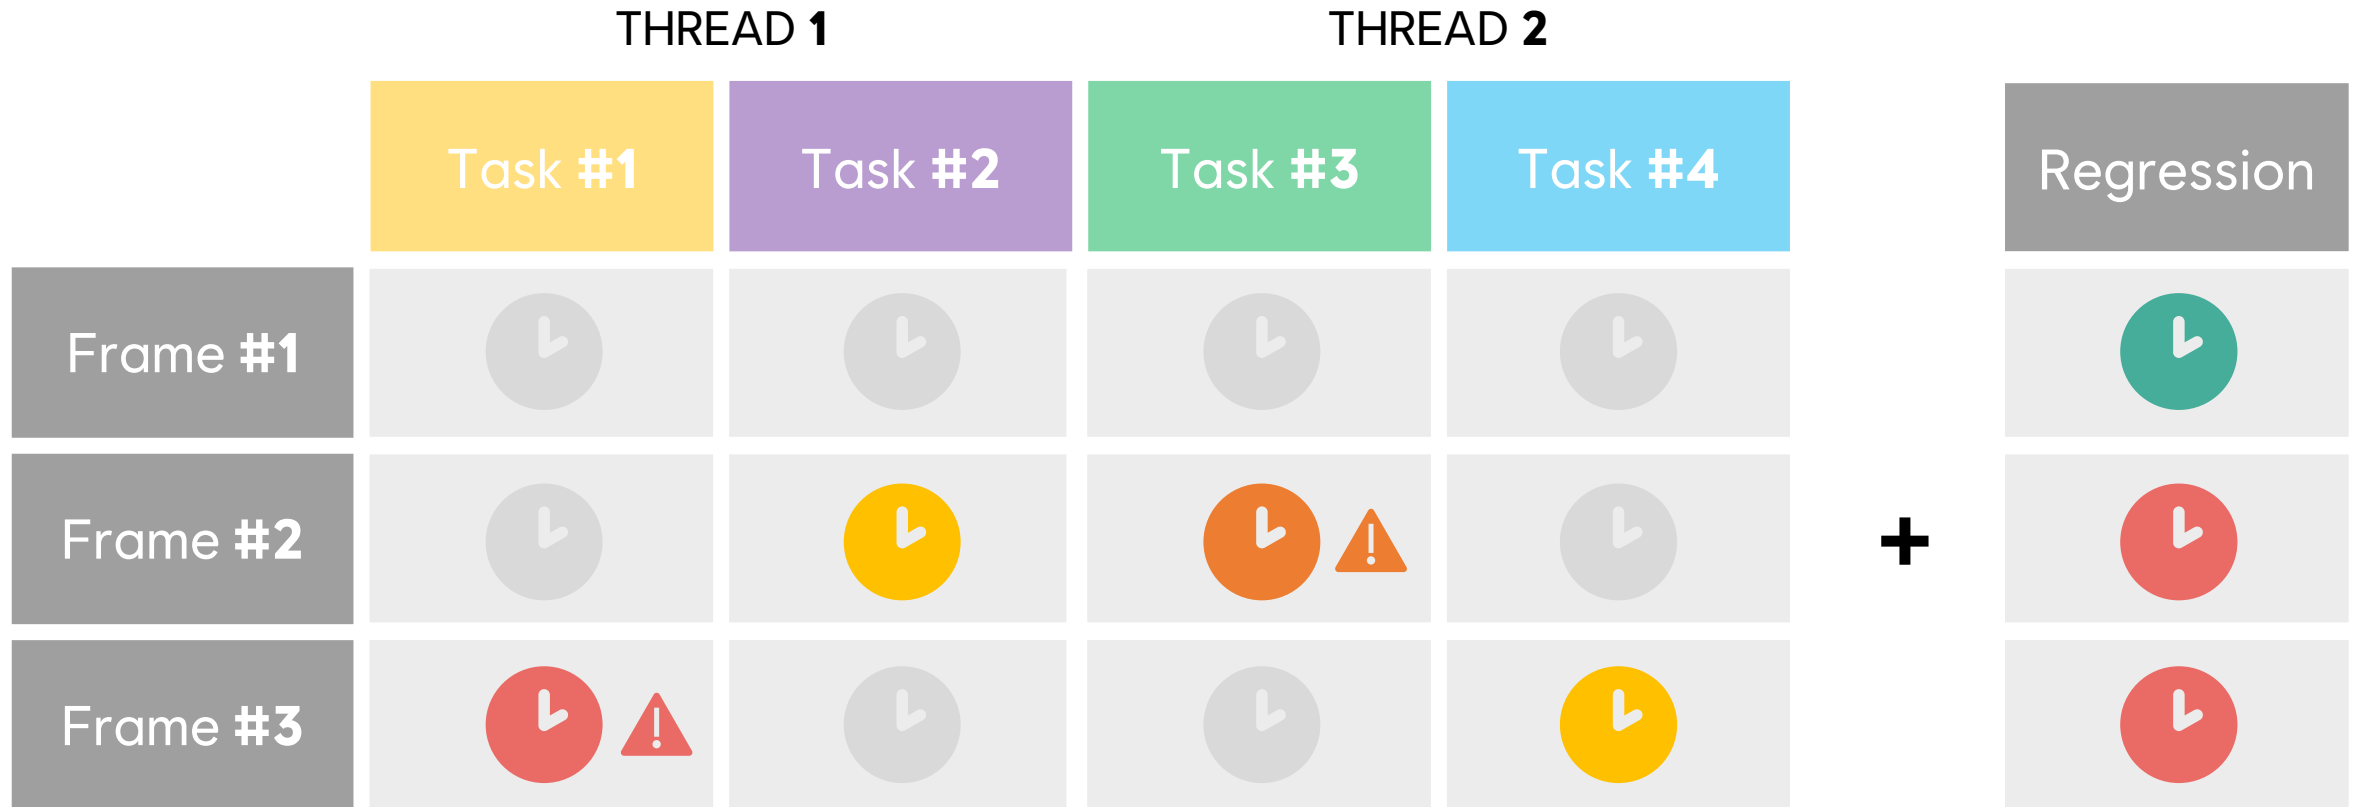 THREAD 1
THREAD 2
Task #1
Task #2
Task #3
Task #4
Regression
Frame #1
Frame #2
+
Frame #3